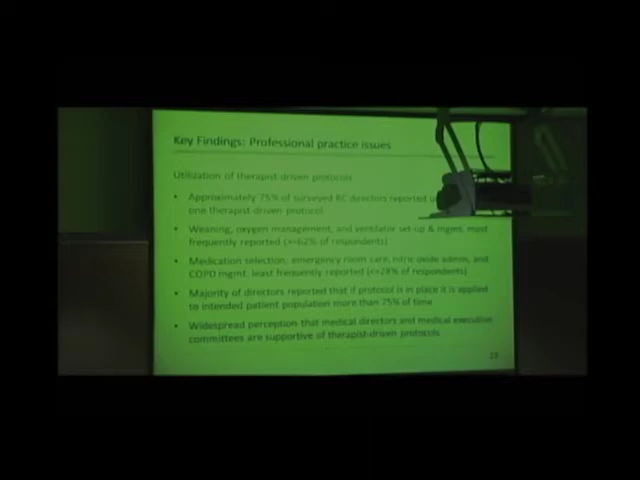 Key Findings: Professional practice issues
Utilization of therapist-driven protocols
• Approximately 75% of surveyed RC directors reported
one therapist-driven protocol
• Weaning, oxygen management, and ventilator set-up & mgmt, most
frequently reported (>=62% of respondents)
• Medication selection, emergency room care, nitric oxide admin, and
COPD mgmt, least frequently reported (<=28% of respondents)
• Majority of directors reported that if protocol is in place it is applied
to intended patient population more than 75% of time
• Widespread perception that medical directors and medical executive
committees are supportive of therapist-driven protocols